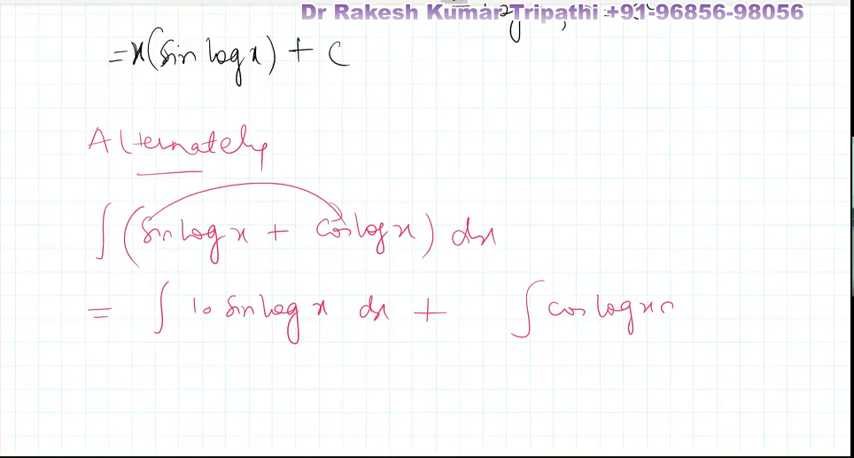 Dr Rakesh Kumar Tripathi +91-96856-98056
= x(sin log x) + c
Alternately
∫(sin log x + cos log x) dx
= ∫ 1. sin log x dx + ∫ cos log x